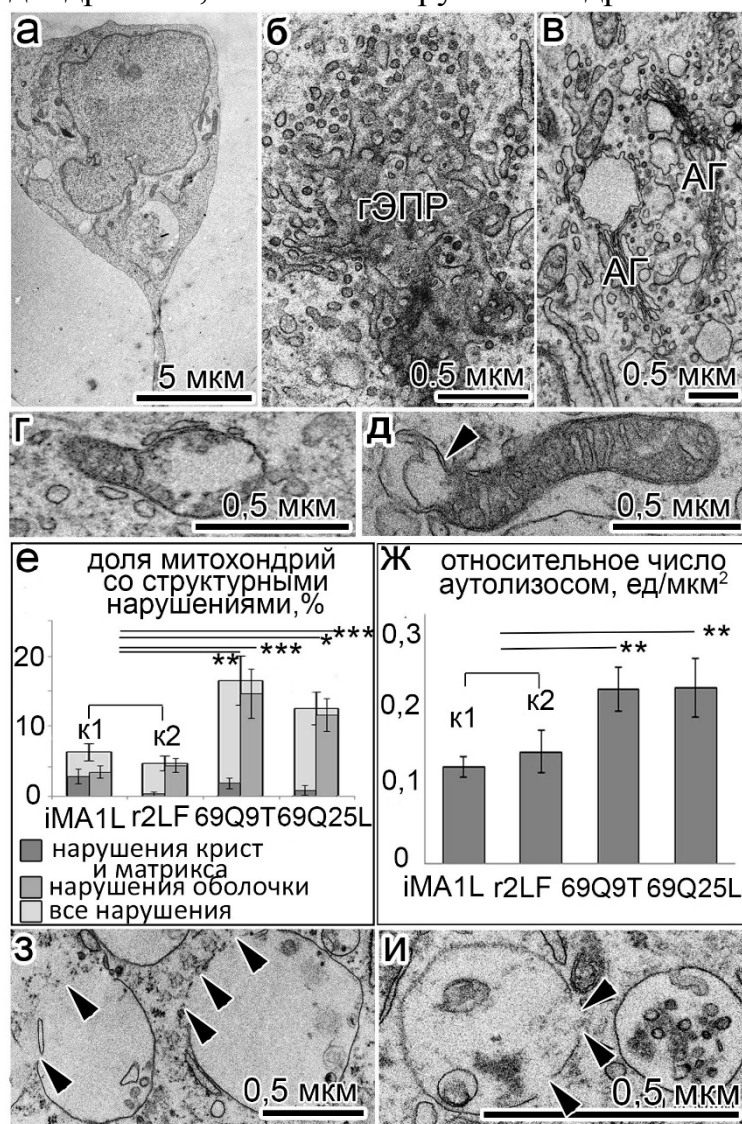 а
б
в
гЭПР
АГ
АГ
5 мкм
0.5 мкм
0.5 мкм
г
д
0,5 мкм
0,5 мкм
е
доля митохондрий
со структурными
нарушениями,%
***
** *** *
20
10
0
к1
к2
iMA1L r2LF 69Q9T 69Q25L
нарушения крист
и матрикса
нарушения оболочки
все нарушения
ж
относительное число
аутолизосом, ед/мкм²
**
**
0,3
0,2
0,1
0
к1
к2
iMA1L r2LF 69Q9T 69Q25L
з
и
0,5 мкм
0,5 мкм